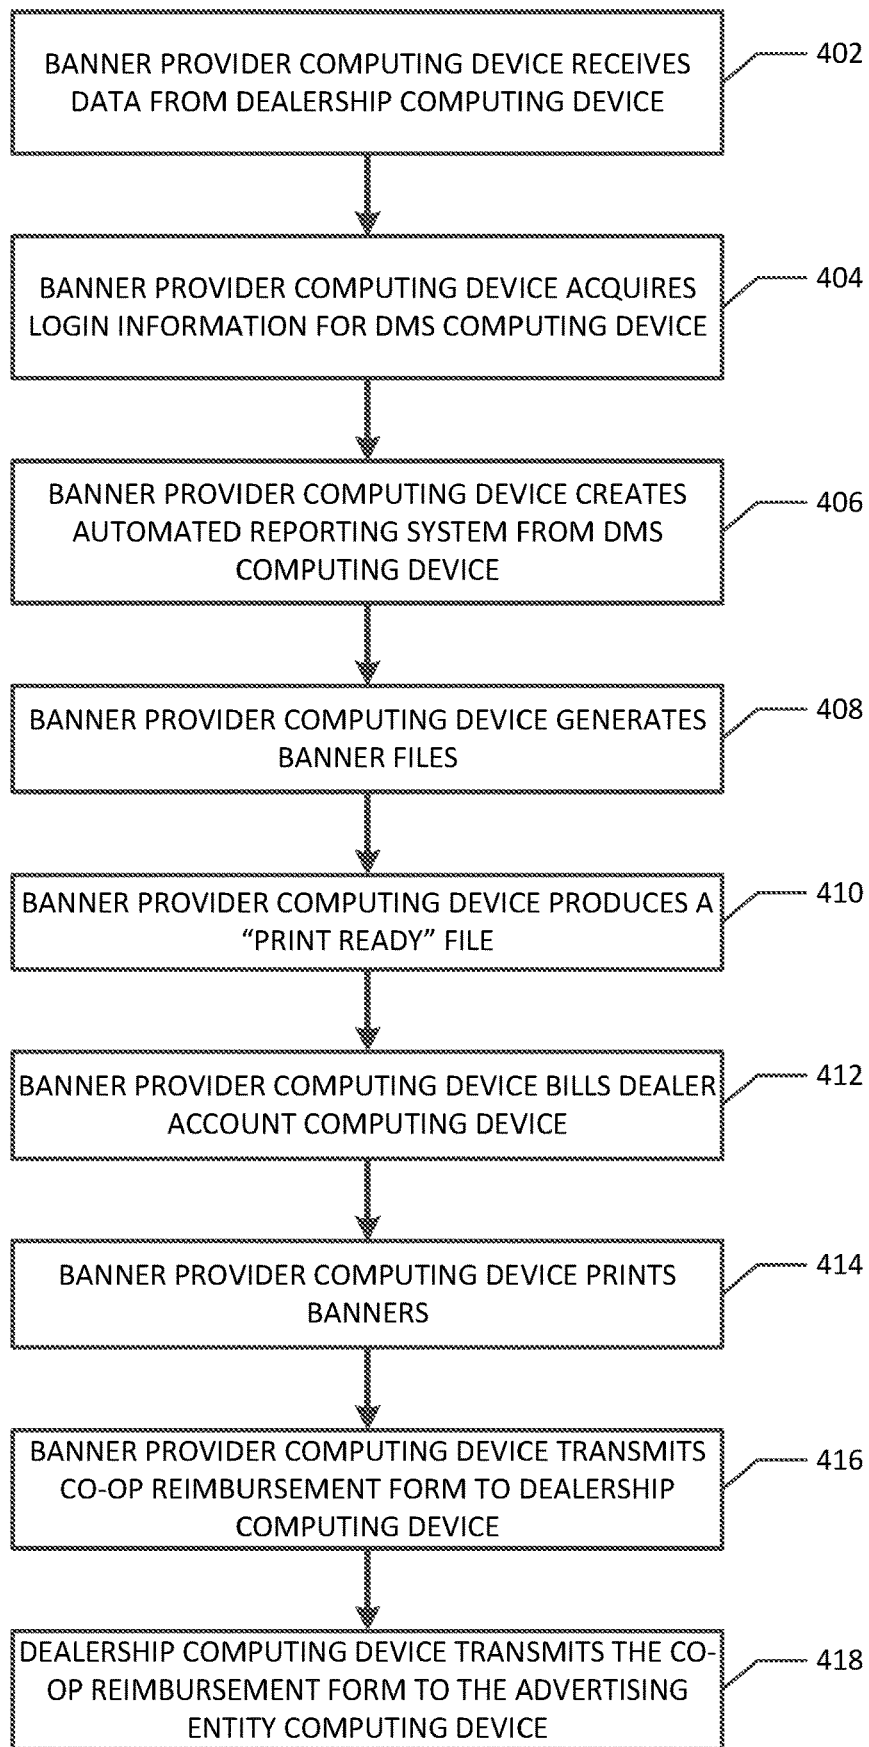 BANNER PROVIDER COMPUTING DEVICE RECEIVES
DATA FROM DEALERSHIP COMPUTING DEVICE
402
BANNER PROVIDER COMPUTING DEVICE ACQUIRES
LOGIN INFORMATION FOR DMS COMPUTING DEVICE
404
BANNER PROVIDER COMPUTING DEVICE CREATES
AUTOMATED REPORTING SYSTEM FROM DMS
COMPUTING DEVICE
406
BANNER PROVIDER COMPUTING DEVICE GENERATES
BANNER FILES
408
BANNER PROVIDER COMPUTING DEVICE PRODUCES A
“PRINT READY” FILE
410
BANNER PROVIDER COMPUTING DEVICE BILLS DEALER
ACCOUNT COMPUTING DEVICE
412
BANNER PROVIDER COMPUTING DEVICE PRINTS
BANNERS
414
BANNER PROVIDER COMPUTING DEVICE TRANSMITS
CO-OP REIMBURSEMENT FORM TO DEALERSHIP
COMPUTING DEVICE
416
DEALERSHIP COMPUTING DEVICE TRANSMITS THE CO-
OP REIMBURSEMENT FORM TO THE ADVERTISING
ENTITY COMPUTING DEVICE
418